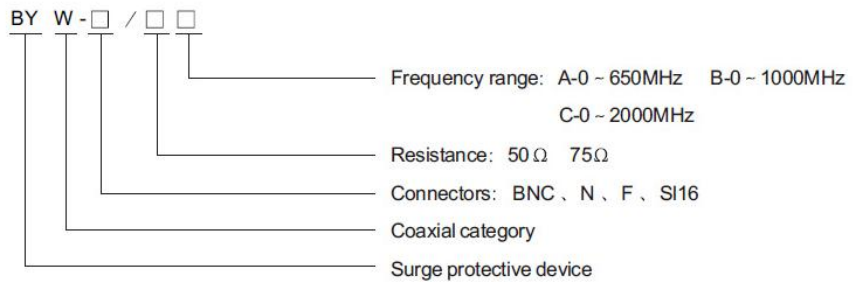 BY W-□ / □ □
Frequency range: A-0~650MHz B-0~1000MHz
C-0~2000MHz
Resistance: 50Ω 75Ω
Connectors: BNC、N、F、SI16
Coaxial category
Surge protective device